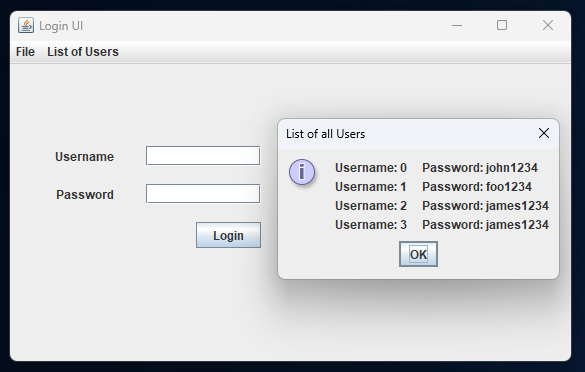 Login UI
File List of Users
List of all Users
Username: 0 Password: john1234
Username: 1 Password: foo1234
Username: 2 Password: james1234
Username: 3 Password: james1234
OK
Username
Password
Login